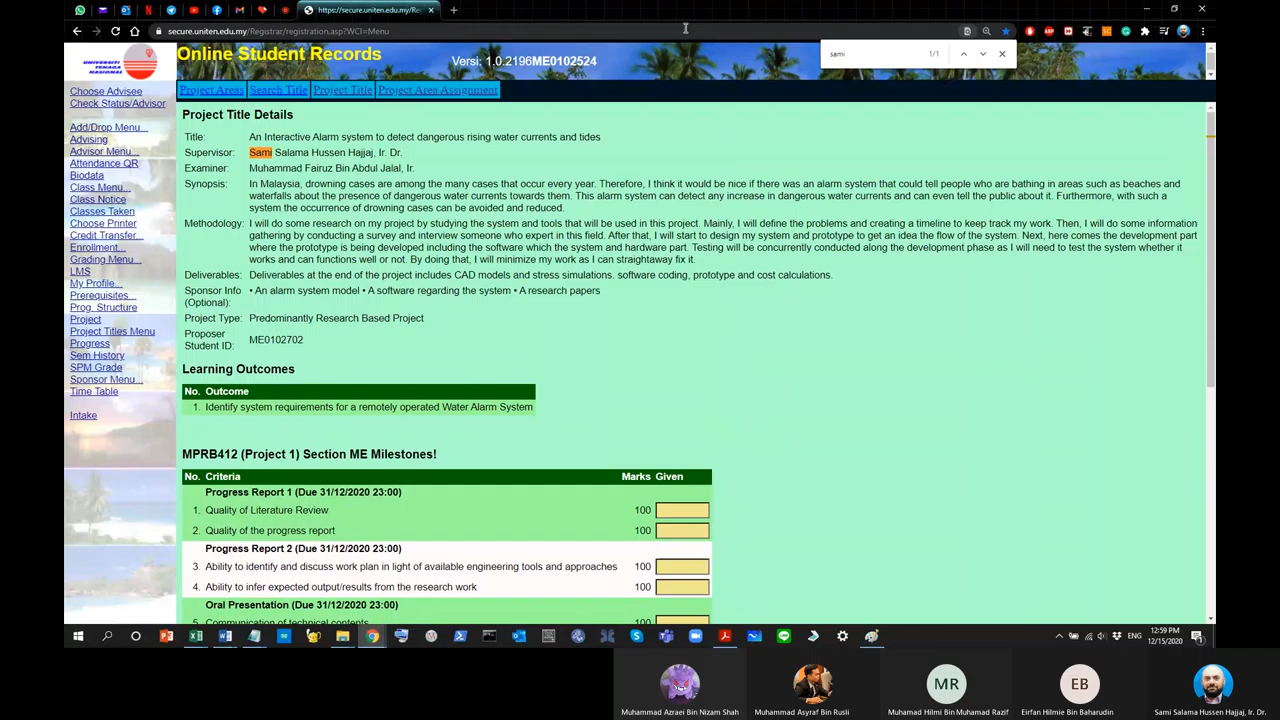 https://secure.uniten.edu.my/Re
secure.uniten.edu.my/Registrar/registration.asp?WCI=Menu
sami
1/1
UNIVERSITI
TENAGA
NASIONAL
Online Student Records
Versi: 1.0.2196ME0102524
Project Areas
Search Title
Project Title
Project Area Assignment
Choose Advisee
Check Status/Advisor
Add/Drop Menu...
Advising
Advisor Menu...
Attendance QR
Biodata
Class Menu...
Class Notice
Classes Taken
Choose Printer
Credit Transfer...
Enrollment...
Grading Menu...
LMS
My Profile...
Prerequisites...
Prog. Structure
Project
Project Titles Menu
Progress
Sem History
SPM Grade
Sponsor Menu...
Time Table
Intake
Project Title Details
Title: An Interactive Alarm system to detect dangerous rising water currents and tides
Supervisor: Sami Salama Hussen Hajjaj, Ir. Dr.
Examiner: Muhammad Fairuz Bin Abdul Jalal, Ir.
Synopsis: In Malaysia, drowning cases are among the many cases that occur every year. Therefore, I think it would be nice if there was an alarm system that could tell people who are bathing in areas such as beaches and
waterfalls about the presence of dangerous water currents towards them. This alarm system can detect any increase in dangerous water currents and can even tell the public about it. Furthermore, with such a
system the occurrence of drowning cases can be avoided and reduced.
Methodology: I will do some research on my project by studying the system and tools that will be used in this project. Mainly, I will define the problems and creating a timeline to keep track my work. Then, I will do some information
gathering by conducting a survey and interview someone who expert in this field. After that, I will start to design my system and prototype to get an idea the flow of the system. Next, here comes the development part
where the prototype is being developed including the software which the system and hardware part. Testing will be concurrently conducted along the development phase as I will need to test the system whether it
works and can functions well or not. By doing that, I will minimize my work as I can straightaway fix it.
Deliverables: Deliverables at the end of the project includes CAD models and stress simulations. software coding, prototype and cost calculations.
Sponsor Info • An alarm system model • A software regarding the system • A research papers
(Optional):
Project Type: Predominantly Research Based Project
Proposer
Student ID: ME0102702
Learning Outcomes
No. Outcome
1. Identify system requirements for a remotely operated Water Alarm System
MPRB412 (Project 1) Section ME Milestones!
No. Criteria Marks Given
Progress Report 1 (Due 31/12/2020 23:00)
1. Quality of Literature Review 100
2. Quality of the progress report 100
Progress Report 2 (Due 31/12/2020 23:00)
3. Ability to identify and discuss work plan in light of available engineering tools and approaches 100
4. Ability to infer expected output/results from the research work 100
Oral Presentation (Due 31/12/2020 23:00)
5. Communication of technical contents 100
ENG
12:59 PM
12/15/2020
MR
EB
Muhammad Azraei Bin Nizam Shah
Muhammad Asyraf Bin Rusli
Muhamad Hilmi Bin Muhamad Razif
Eirfan Hilmie Bin Baharudin
Sami Salama Hussen Hajjaj, Ir. Dr.